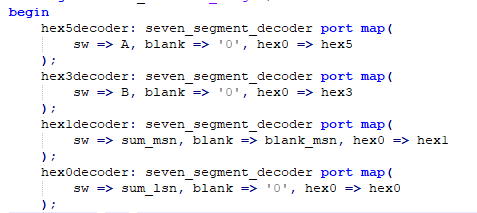 begin
hex5decoder: seven_segment_decoder port map(
sw => A, blank => '0', hex0 => hex5
);
hex3decoder: seven_segment_decoder port map(
sw => B, blank => '0', hex0 => hex3
);
hex1decoder: seven_segment_decoder port map(
sw => sum_msn, blank => blank_msn, hex0 => hex1
);
hex0decoder: seven_segment_decoder port map(
sw => sum_lsn, blank => '0', hex0 => hex0
);